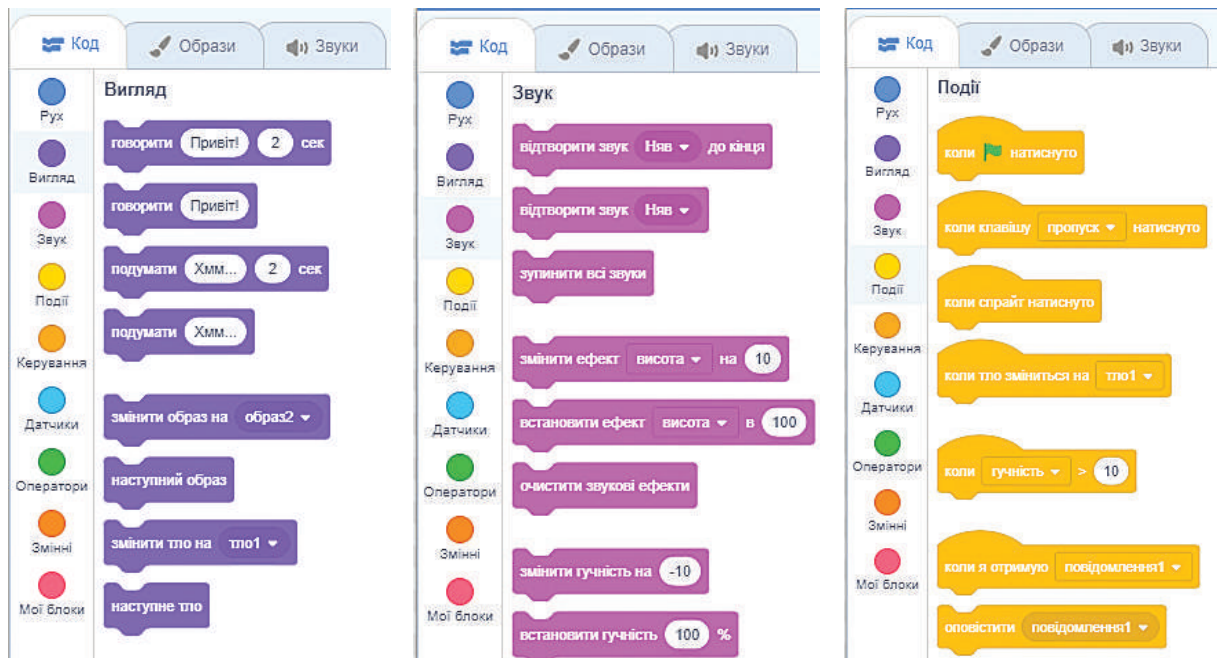 Код Образи Звуки
Рух
Вигляд
Звук
Події
Керування
Датчики
Оператори
Змінні
Мої блоки
Вигляд
говорити Привіт! 2 сек
говорити Привіт!
подумати Хмм... 2 сек
подумати Хмм...
змінити образ на образ2
наступний образ
змінити тло на тло1
наступне тло
Код Образи Звуки
Рух
Вигляд
Звук
Події
Керування
Датчики
Оператори
Змінні
Мої блоки
Звук
відтворити звук Няв до кінця
відтворити звук Няв
зупинити всі звуки
змінити ефект висота на 10
встановити ефект висота в 100
очистити звукові ефекти
змінити гучність на -10
встановити гучність 100 %
Код Образи Звуки
Рух
Вигляд
Звук
Події
Керування
Датчики
Оператори
Змінні
Мої блоки
Події
коли натиснуто
коли клавішу пропуск натиснуто
коли спрайт натиснуто
коли тло зміниться на тло1
коли гучність > 10
коли я отримую повідомлення1
оповістити повідомлення1